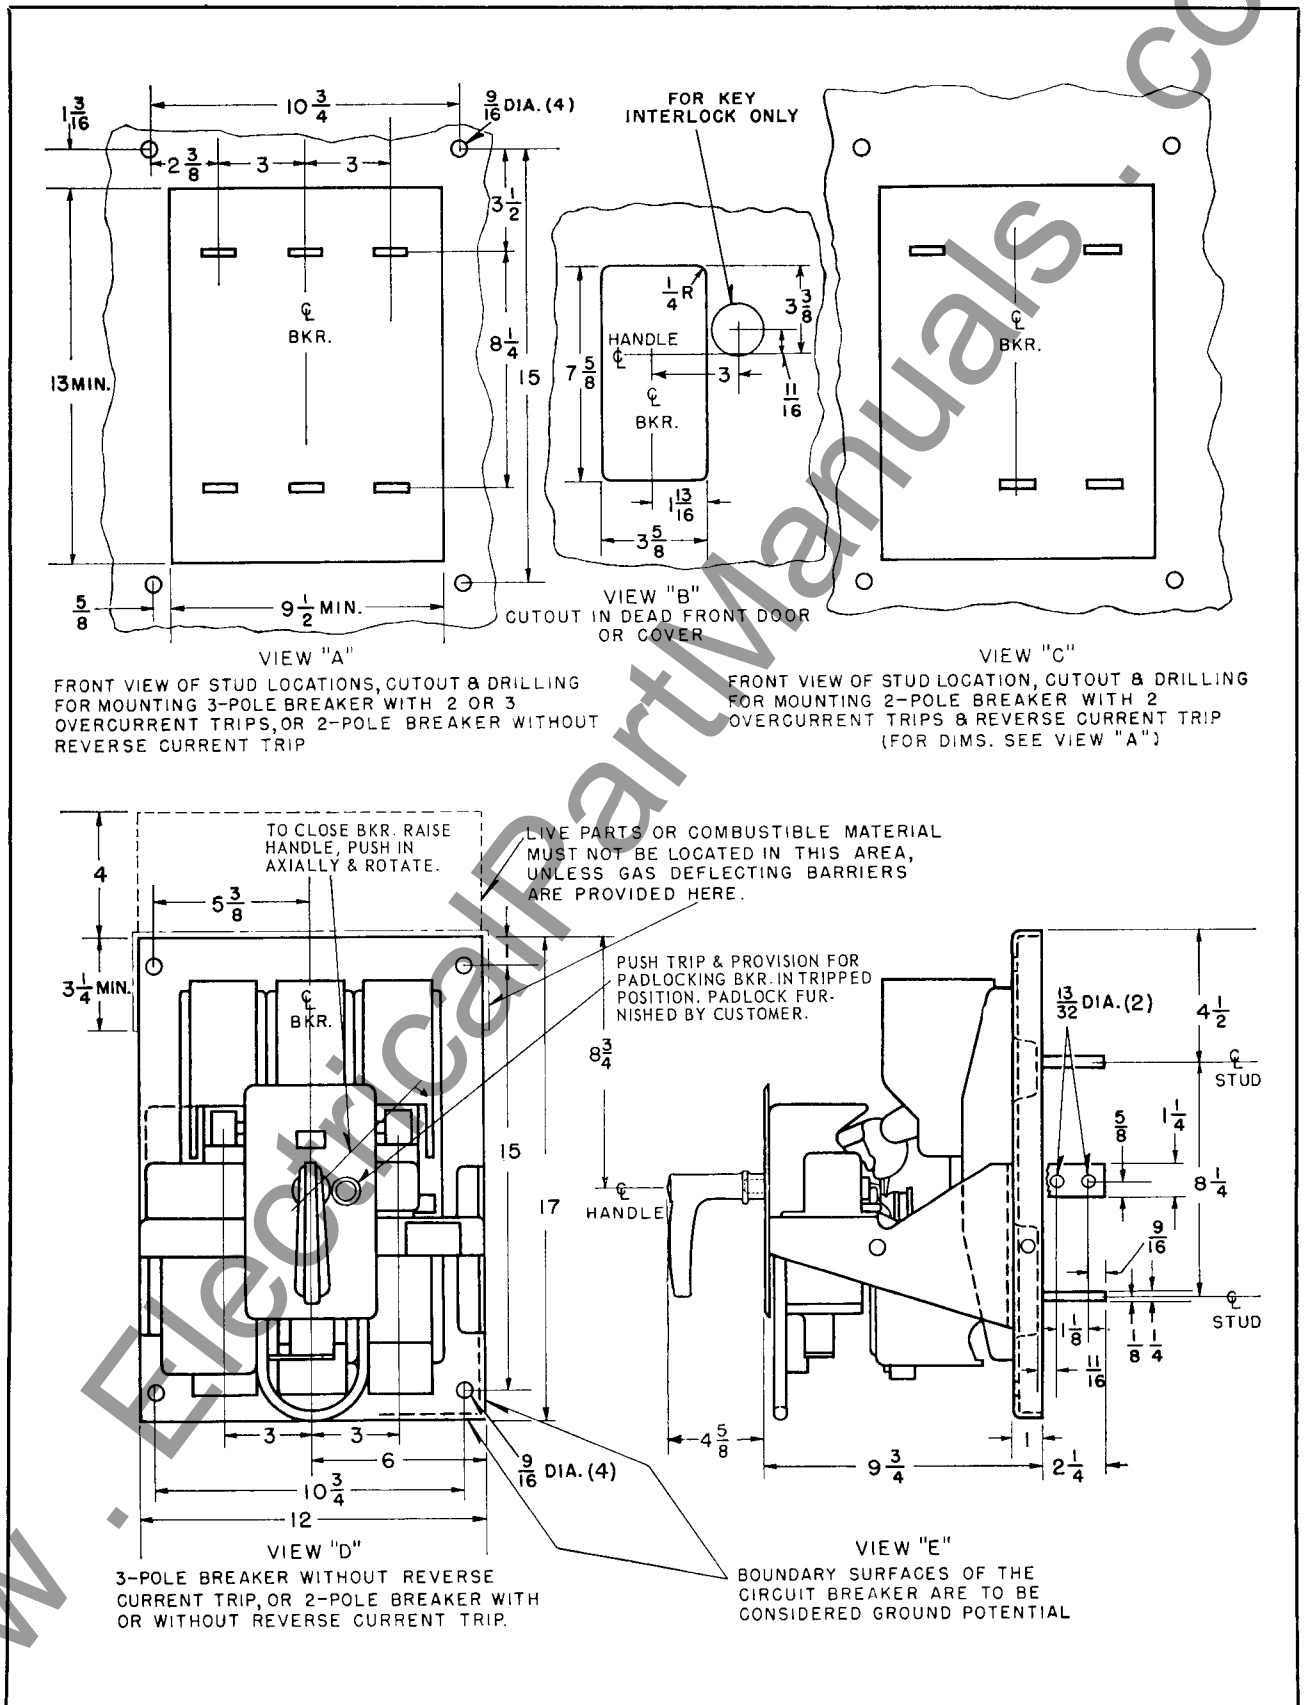 1 3/16
10 3/4
9/16 DIA. (4)
2 3/8
3
3
3 1/2
8 1/4
15
13 MIN.
℄
BKR.
5/8
9 1/2 MIN.
VIEW "A"
FRONT VIEW OF STUD LOCATIONS, CUTOUT & DRILLING
FOR MOUNTING 3-POLE BREAKER WITH 2 OR 3
OVERCURRENT TRIPS, OR 2-POLE BREAKER WITHOUT
REVERSE CURRENT TRIP
FOR KEY
INTERLOCK ONLY
1/4 R
3 3/8
HANDLE
℄
7 5/8
3
11/16
℄
BKR.
1 13/16
3 5/8
VIEW "B"
CUTOUT IN DEAD FRONT DOOR
OR COVER
℄
BKR.
VIEW "C"
FRONT VIEW OF STUD LOCATION, CUTOUT & DRILLING
FOR MOUNTING 2-POLE BREAKER WITH 2
OVERCURRENT TRIPS & REVERSE CURRENT TRIP
(FOR DIMS. SEE VIEW "A")
TO CLOSE BKR. RAISE
HANDLE, PUSH IN
AXIALLY & ROTATE.
LIVE PARTS OR COMBUSTIBLE MATERIAL
MUST NOT BE LOCATED IN THIS AREA,
UNLESS GAS DEFLECTING BARRIERS
ARE PROVIDED HERE.
4
5 3/8
3 1/4 MIN.
℄
BKR.
PUSH TRIP & PROVISION FOR
PADLOCKING BKR. IN TRIPPED
POSITION. PADLOCK FUR-
NISHED BY CUSTOMER.
8 3/4
15
17
℄
HANDLE
3
3
6
9/16 DIA. (4)
10 3/4
12
VIEW "D"
3-POLE BREAKER WITHOUT REVERSE
CURRENT TRIP, OR 2-POLE BREAKER WITH
OR WITHOUT REVERSE CURRENT TRIP.
13/32 DIA. (2)
4 1/2
℄
STUD
5/8
1 1/4
8 1/4
9/16
℄
STUD
1 1/8
1/8
1/4
11/16
4 5/8
9 3/4
1
2 1/4
VIEW "E"
BOUNDARY SURFACES OF THE
CIRCUIT BREAKER ARE TO BE
CONSIDERED GROUND POTENTIAL
w . ElectricalPartManuals . co